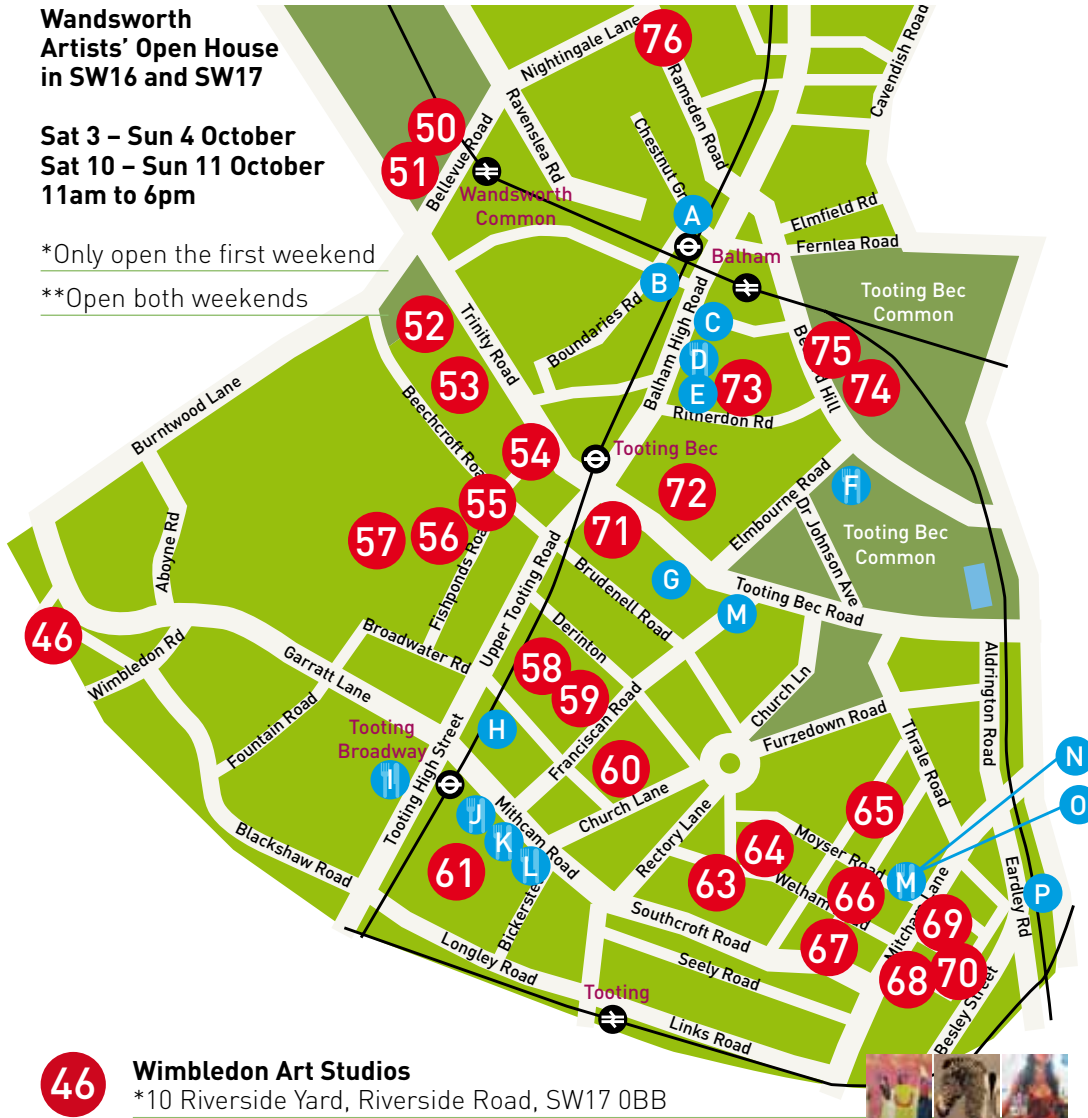 Wandsworth
Artists' Open House
in SW16 and SW17
Sat 3 – Sun 4 October
Sat 10 – Sun 11 October
11am to 6pm
*Only open the first weekend
**Open both weekends
Nightingale Lane
76
Ramsden Road
Cavendish Road
50
51
Bellevue Road
Ravenslea Rd
Chestnut Gr
Wandsworth
Common
A
Elmfield Rd
Fernlea Road
Balham
B
Tooting Bec
Common
52
Trinity Road
Boundaries Rd
Balham High Road
C
D
E
73
Hill
75
74
53
Ritherdon Rd
Burntwood Lane
Beechcroft Road
54
Tooting Bec
55
72
Elmbourne Road
F
Dr Johnson Ave
Tooting Bec
Common
57
56
Fishponds Road
71
Aboyne Rd
Upper Tooting Road
Brudenell Road
G
M
Tooting Bec Road
46
Wimbledon Rd
Garratt Lane
Broadwater Rd
Derinton
58
59
Franciscan Road
Church Ln
Aldrington Road
Fountain Road
Tooting
Broadway
Tooting High Street
H
60
Furzedown Road
Thrale Road
N
I
J
K
L
Mithcam Road
Church Lane
Rectory Lane
65
O
Blackshaw Road
61
64
63
Moyser Road
66
M
Mitcham Lane
Eardley Rd
P
Southcroft Road
67
69
68
70
Longley Road
Seely Road
Besley Street
Tooting
Links Road
46
Wimbledon Art Studios
*10 Riverside Yard, Riverside Road, SW17 0BB